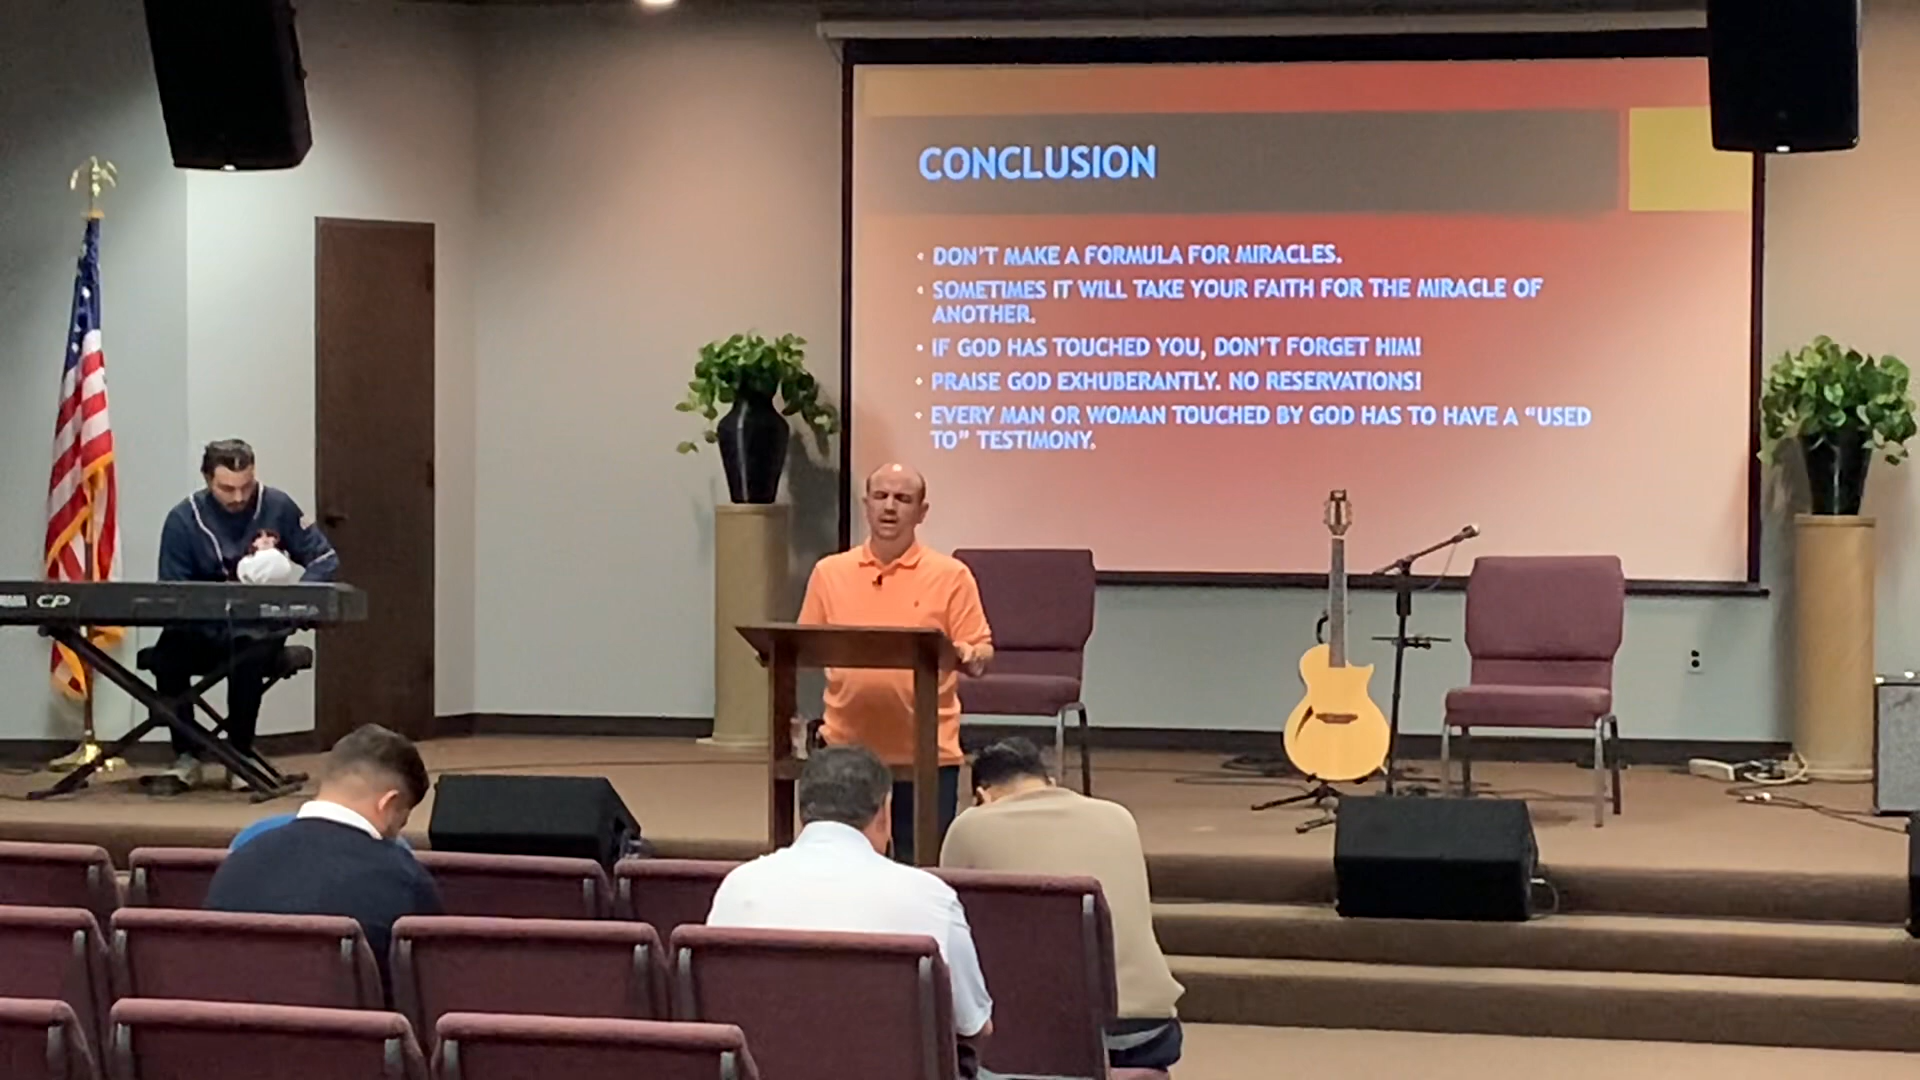 CONCLUSION
• DON'T MAKE A FORMULA FOR MIRACLES.
• SOMETIMES IT WILL TAKE YOUR FAITH FOR THE MIRACLE OF
ANOTHER.
• IF GOD HAS TOUCHED YOU, DON'T FORGET HIM!
• PRAISE GOD EXHUBERANTLY. NO RESERVATIONS!
• EVERY MAN OR WOMAN TOUCHED BY GOD HAS TO HAVE A “USED
TO” TESTIMONY.
CP